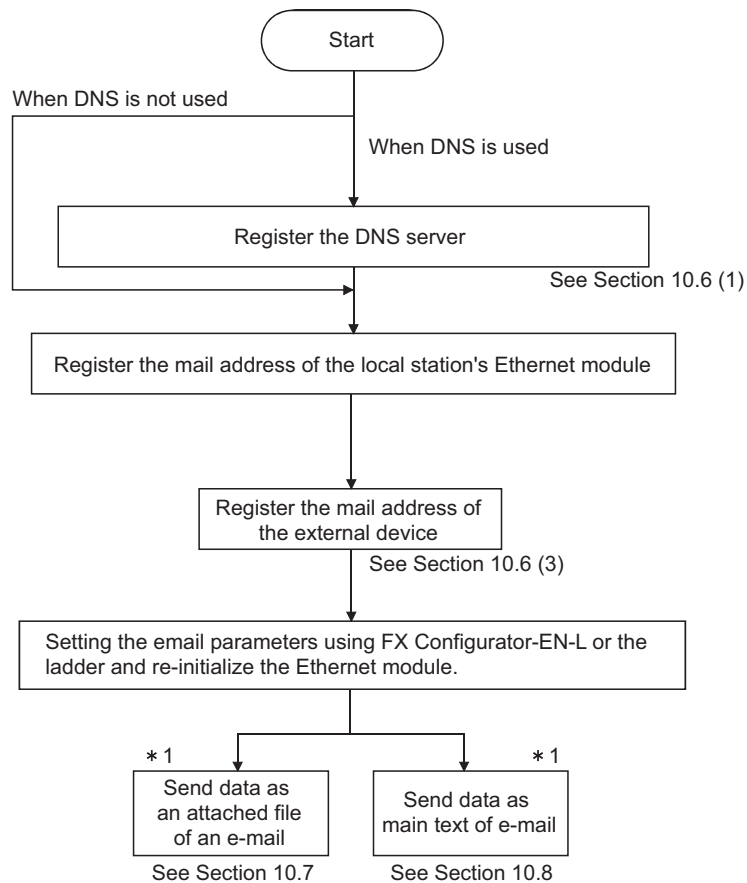 Start
When DNS is not used
When DNS is used
Register the DNS server
See Section 10.6 (1)
Register the mail address of the local station's Ethernet module
Register the mail address of
the external device
See Section 10.6 (3)
Setting the email parameters using FX Configurator-EN-L or the
ladder and re-initialize the Ethernet module.
* 1
Send data as
an attached file
of an e-mail
See Section 10.7
* 1
Send data as
main text of e-mail
See Section 10.8